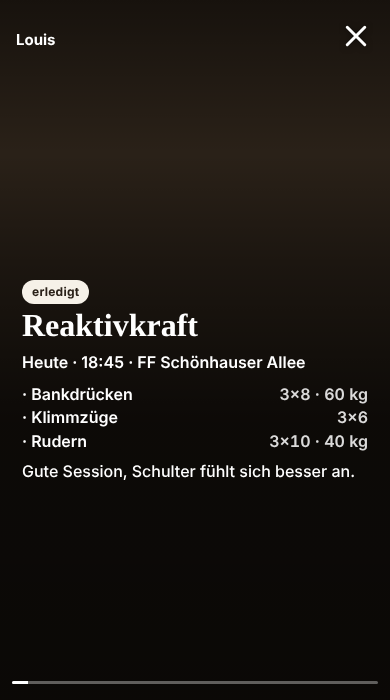 Louis
erledigt
Reaktivkraft
Heute · 18:45 · FF Schönhauser Allee
· Bankdrücken 3×8 · 60 kg
· Klimmzüge 3×6
· Rudern 3×10 · 40 kg
Gute Session, Schulter fühlt sich besser an.